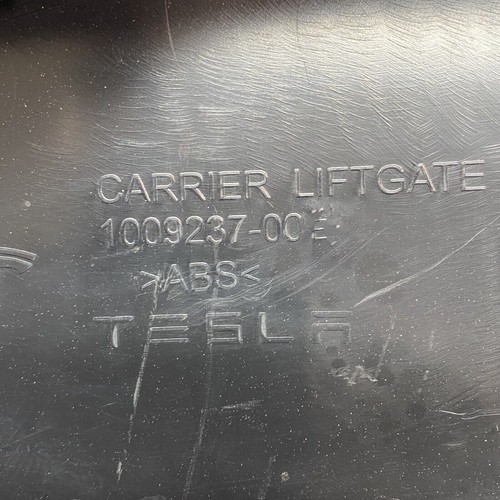 CARRIER LIFTGATE
1009237-00
>ABS<
TESLA